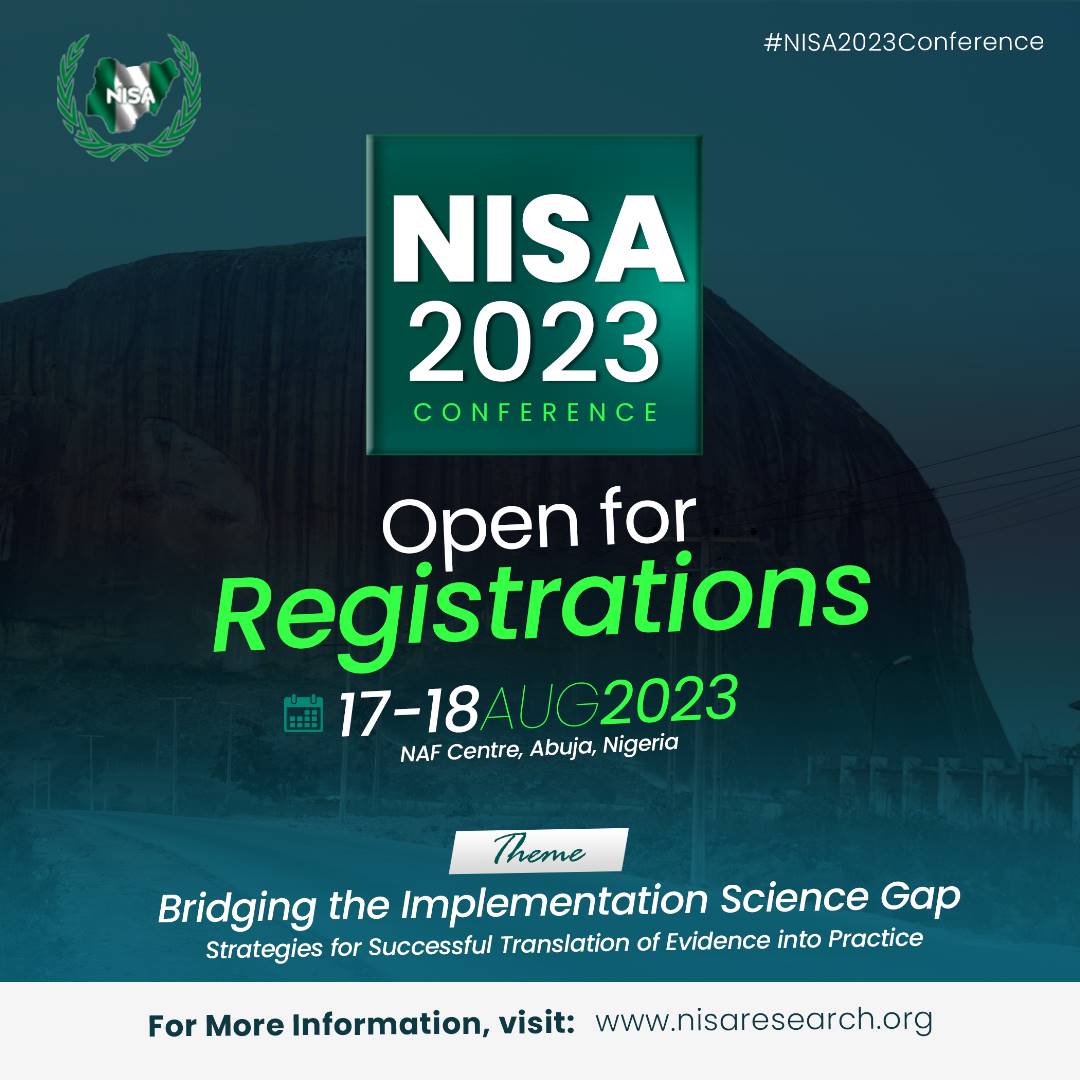 #NISA2023Conference
NISA
NISA
2023
CONFERENCE
Open for
Registrations
17-18AUG2023
NAF Centre, Abuja, Nigeria
Theme
Bridging the Implementation Science Gap
Strategies for Successful Translation of Evidence into Practice
For More Information, visit: www.nisaresearch.org